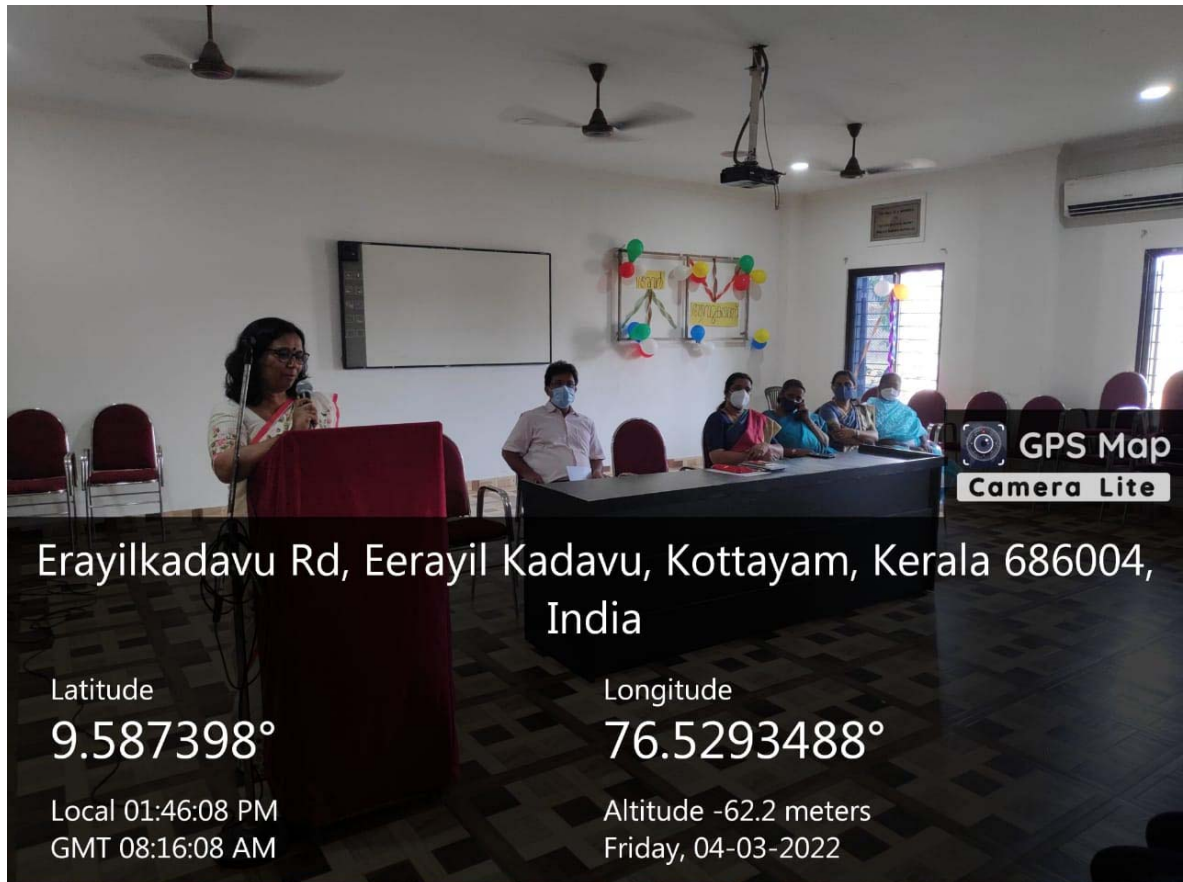 GPS Map
Camera Lite
Erayilkadavu Rd, Eerayil Kadavu, Kottayam, Kerala 686004,
India
Latitude
9.587398°
Longitude
76.5293488°
Local 01:46:08 PM
GMT 08:16:08 AM
Altitude -62.2 meters
Friday, 04-03-2022